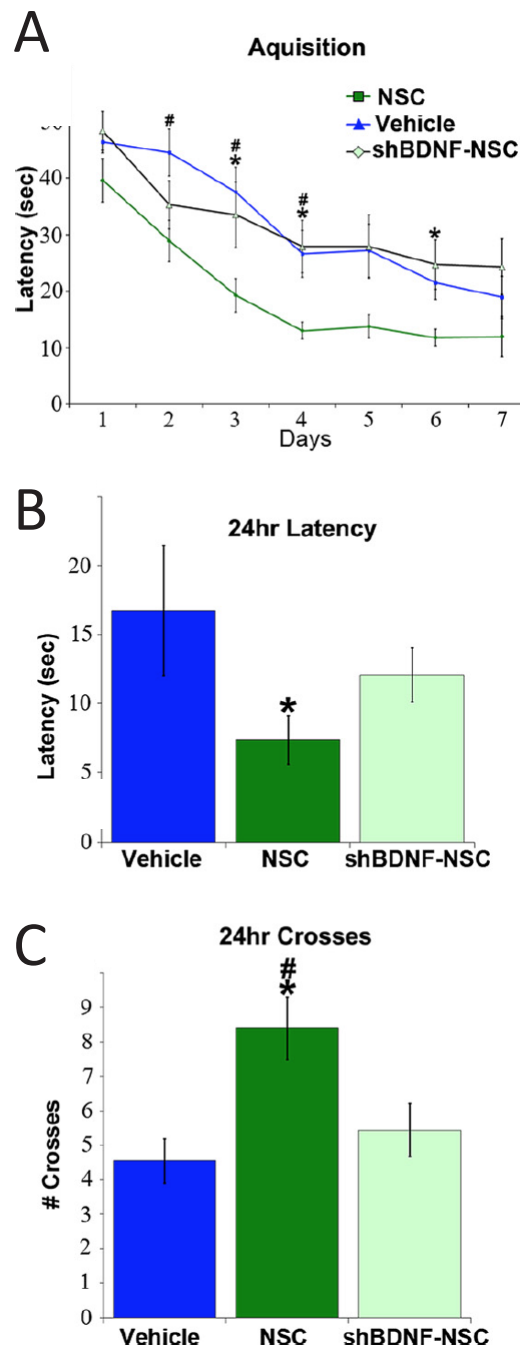 A
Aquisition
NSC
Vehicle
shBDNF-NSC
#
#
*
#
*
*
Latency (sec)
40
30
20
10
0
1 2 3 4 5 6 7
Days
B
24hr Latency
*
Latency (sec)
20
15
10
5
0
Vehicle NSC shBDNF-NSC
C
24hr Crosses
#
*
# Crosses
9
8
7
6
5
4
3
2
1
0
Vehicle NSC shBDNF-NSC